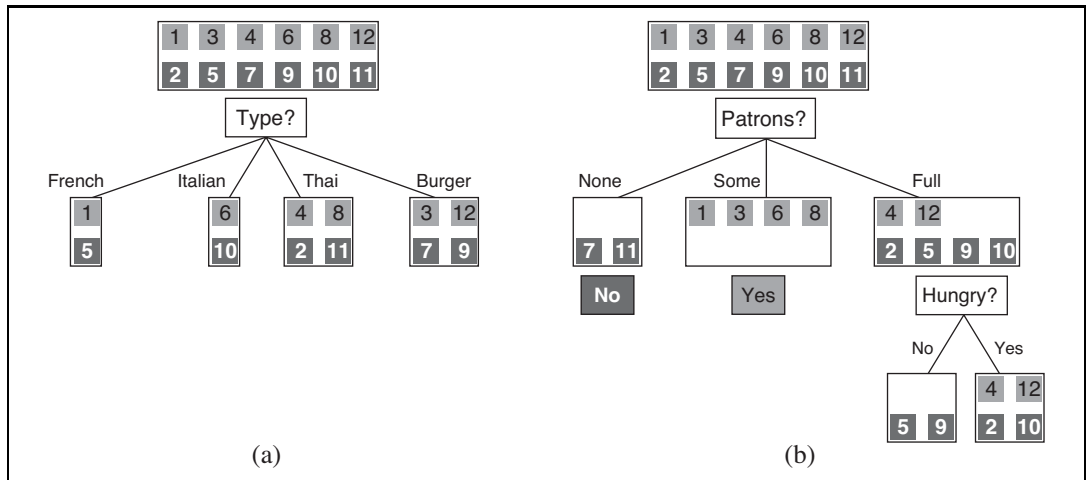 1 3 4 6 8 12
2 5 7 9 10 11
Type?
French Italian Thai Burger
1 6 4 8 3 12
5 10 2 11 7 9
(a)
1 3 4 6 8 12
2 5 7 9 10 11
Patrons?
None Some Full
1 3 6 8 4 12
7 11 2 5 9 10
No Yes Hungry?
No Yes
4 12
5 9 2 10
(b)